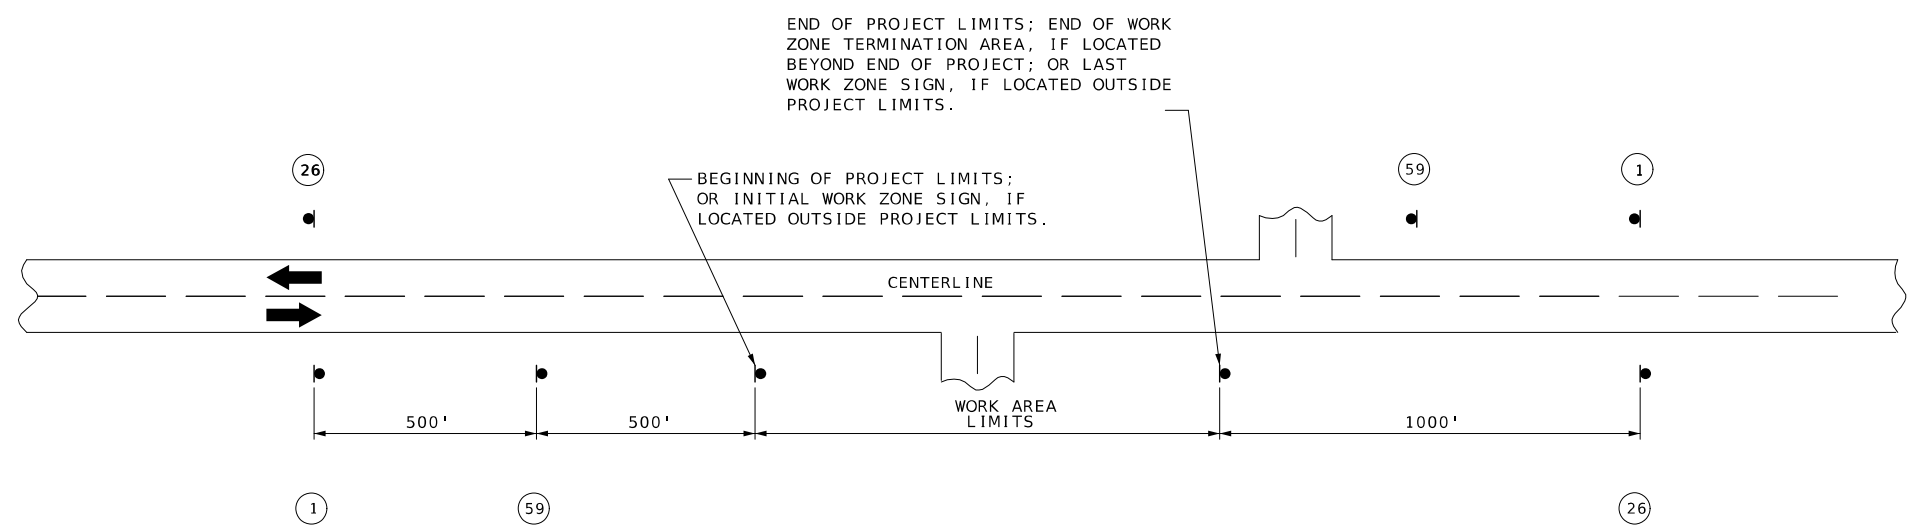 END OF PROJECT LIMITS; END OF WORK
ZONE TERMINATION AREA, IF LOCATED
BEYOND END OF PROJECT; OR LAST
WORK ZONE SIGN, IF LOCATED OUTSIDE
PROJECT LIMITS.
26
59
1
BEGINNING OF PROJECT LIMITS;
OR INITIAL WORK ZONE SIGN, IF
LOCATED OUTSIDE PROJECT LIMITS.
CENTERLINE
500'
500'
WORK AREA
LIMITS
1000'
1
59
26